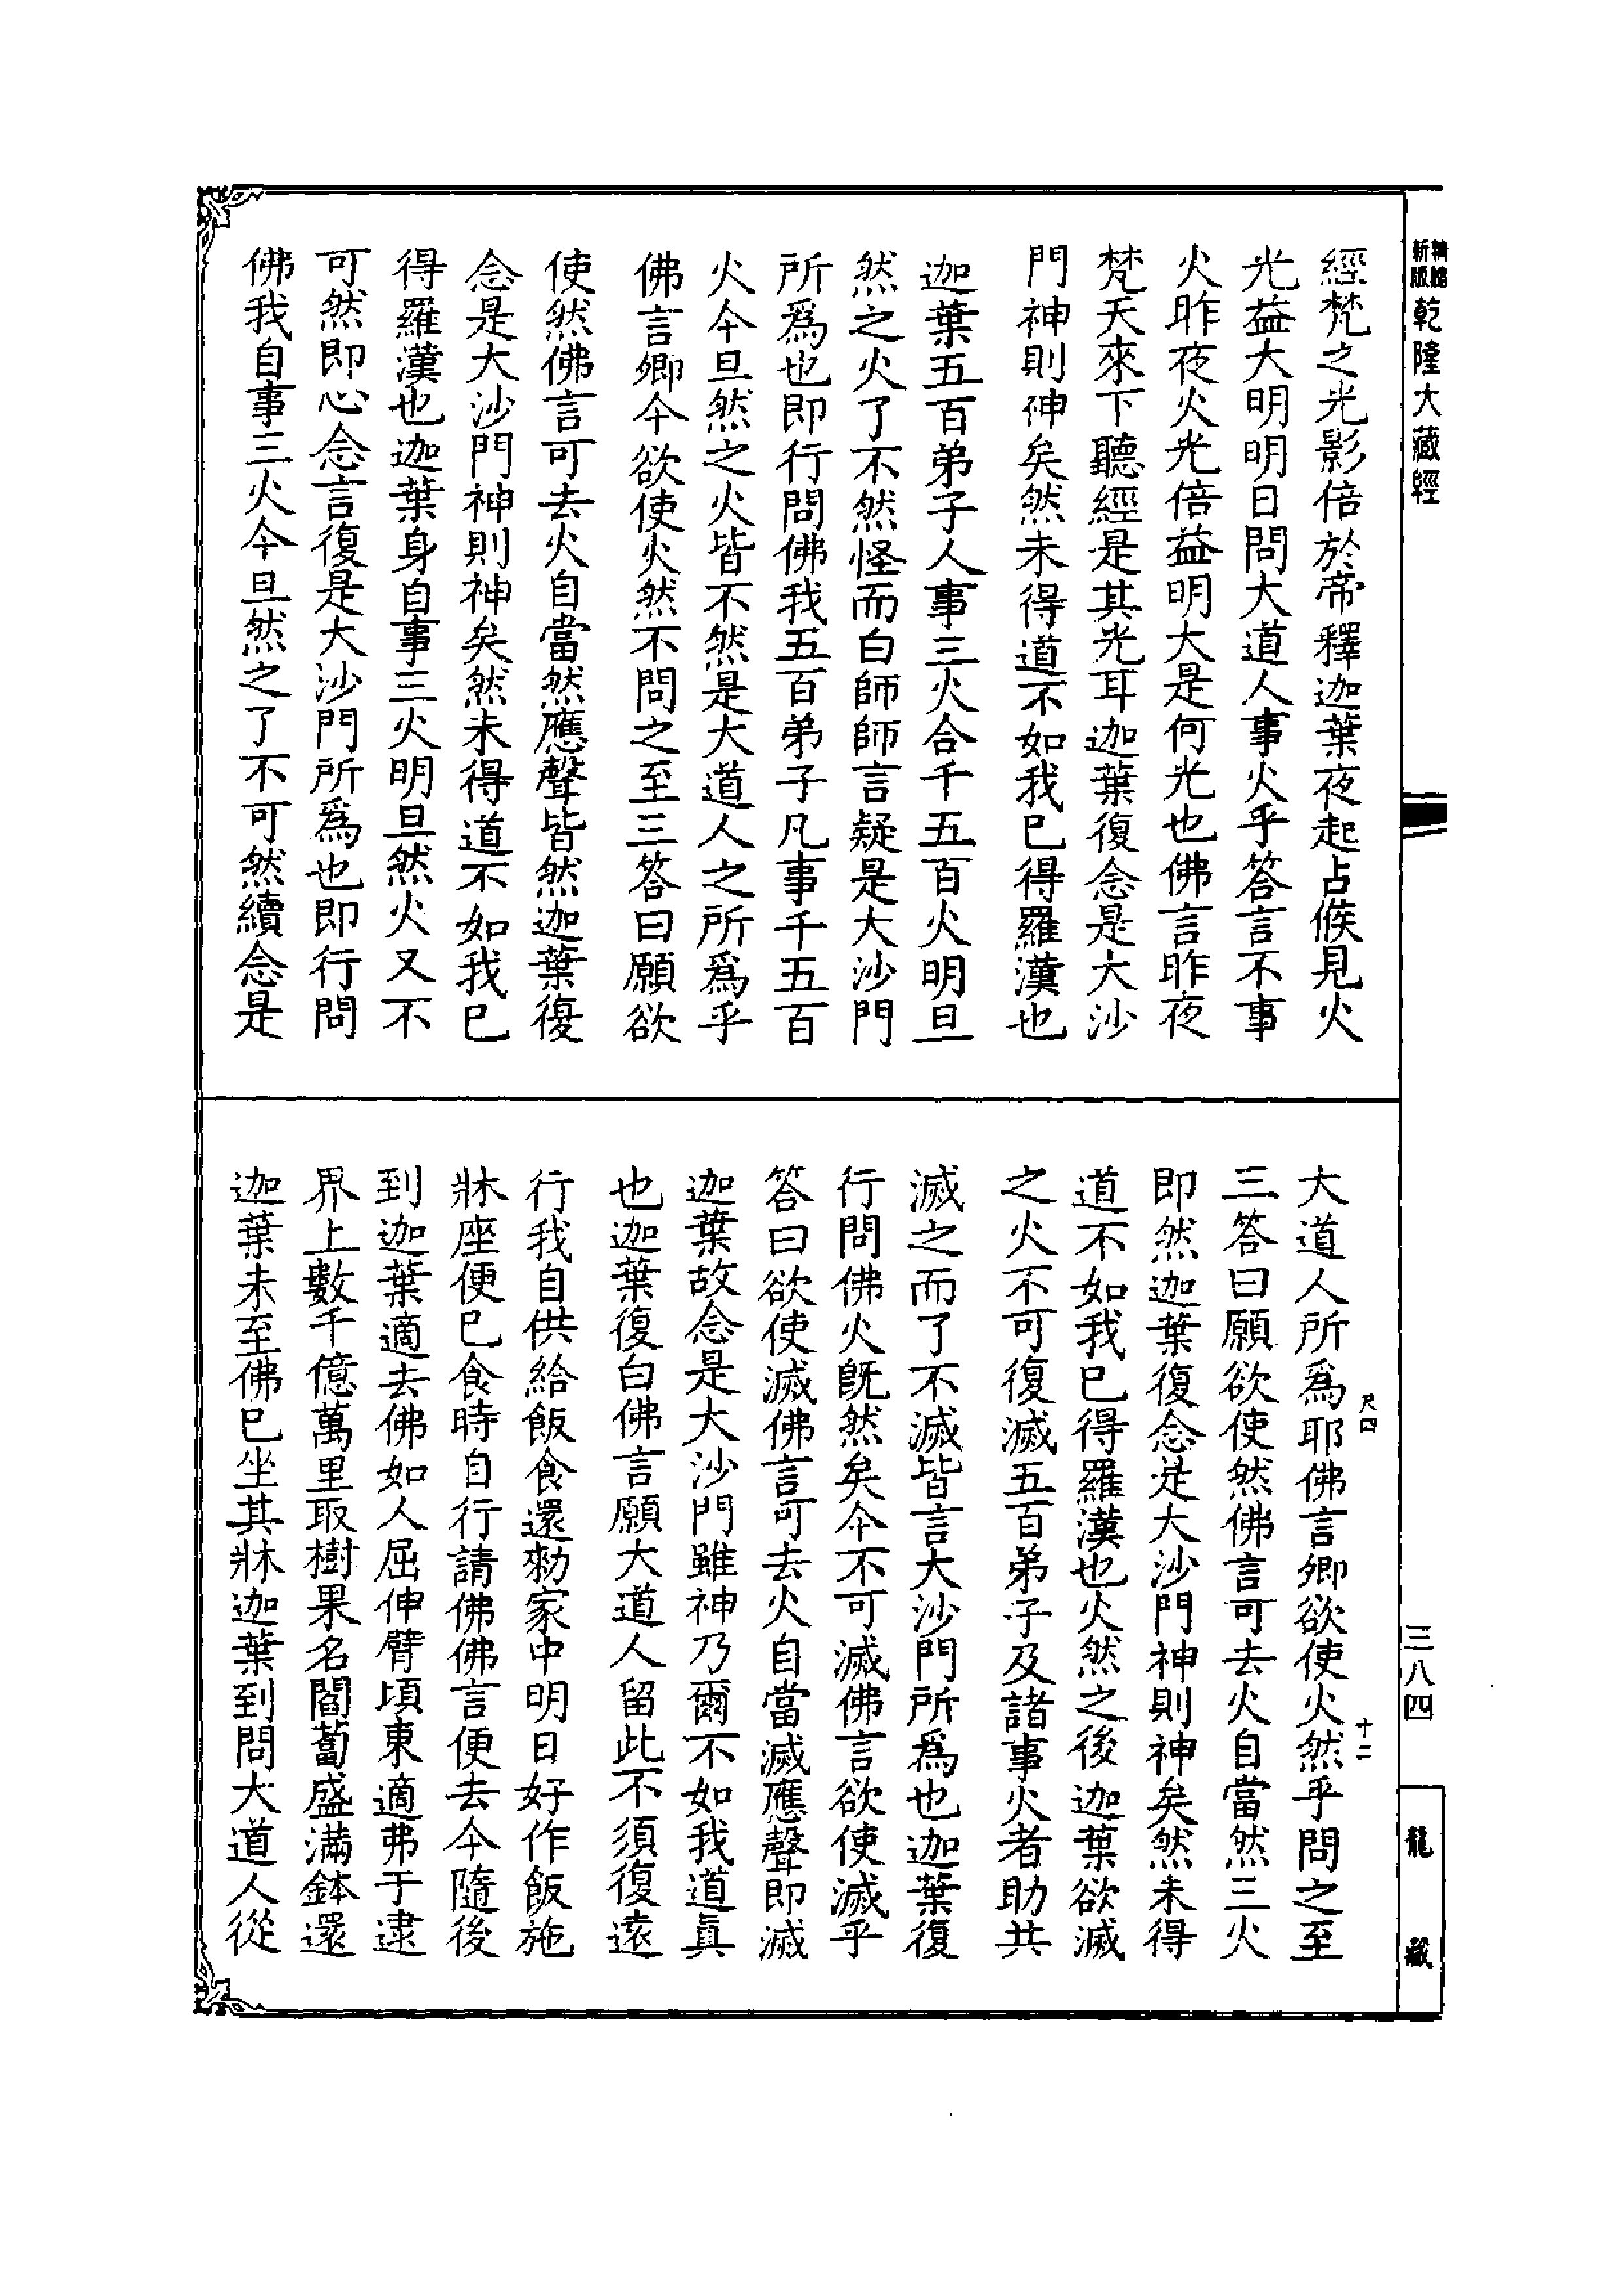 精縮新版乾隆大藏經
經梵之光影倍於帝釋迦葉夜起占候見火
光益大明明日問大道人事火乎答言不事
火昨夜火光倍益明大是何光也佛言昨夜
梵天來下聽經是其光耳迦葉復念是大沙
門神則神矣然未得道不如我已得羅漢也
迦葉五百弟子人事三火合千五百火明旦
然之火了不然怪而白師師言疑是大沙門
所爲也即行問佛我五百弟子凡事千五百
火今旦然之火皆不然是大道人之所爲乎
佛言卿今欲使火然不問之至三答曰願欲
使然佛言可去火自當然應聲皆然迦葉復
念是大沙門神則神矣然未得道不如我已
得羅漢也迦葉身自事三火明旦然火又不
可然即心念言復是大沙門所爲也即行問
佛我自事三火今旦然之了不可然續念是
大道人所爲耶佛言卿欲使火然乎問之至
三答曰願欲使然佛言可去火自當然三火
即然迦葉復念是大沙門神則神矣然未得
道不如我已得羅漢也火然之後迦葉欲滅
之火不可復滅五百弟子及諸事火者助共
滅之而了不滅皆言大沙門所爲也迦葉復
行問佛火旣然矣今不可滅佛言欲使滅乎
答曰欲使滅佛言可去火自當滅應聲即滅
迦葉故念是大沙門雖神乃爾不如我道眞
也迦葉復白佛言願大道人留此不須復遠
行我自供給飯食還勑家中明日好作飯施
牀座便已食時自行請佛佛言便去今隨後
到迦葉適去佛如人屈伸臂頃東適弗于逮
界上數千億萬里取樹果名閻蔔盛滿鉢還
迦葉未至佛已坐其牀迦葉到問大道人從
尺四
十二
三八四
龍藏